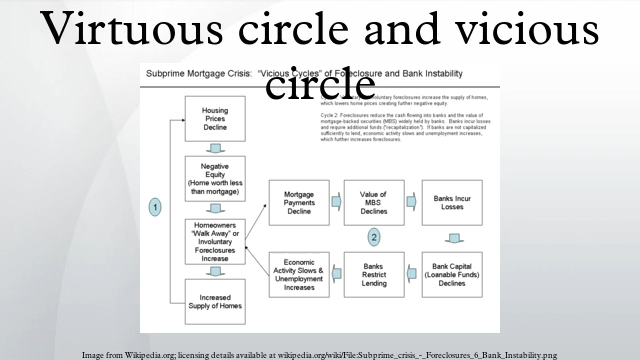 Virtuous circle and vicious
circle
Subprime Mortgage Crisis: "Vicious Cycles" of Foreclosure and Bank Instability
voluntary foreclosures increase the supply of homes,
which lowers home prices creating further negative equity.
Cycle 2: Foreclosures reduce the cash flowing into banks and the value of
mortgage-backed securities (MBS) widely held by banks. Banks incur losses
and require additional funds ("recapitalization"). If banks are not capitalized
sufficiently to lend, economic activity slows and unemployment increases,
which further increases foreclosures.
Housing
Prices
Decline
Negative
Equity
(Home worth less
than mortgage)
1
Homeowners
"Walk Away" or
Involuntary
Foreclosures
Increase
Increased
Supply of Homes
Mortgage
Payments
Decline
Value of
MBS
Declines
Banks Incur
Losses
2
Economic
Activity Slows &
Unemployment
Increases
Banks
Restrict
Lending
Bank Capital
(Loanable Funds)
Declines
Image from Wikipedia.org; licensing details available at wikipedia.org/wiki/File:Subprime_crisis_-_Foreclosures_6_Bank_Instability.png